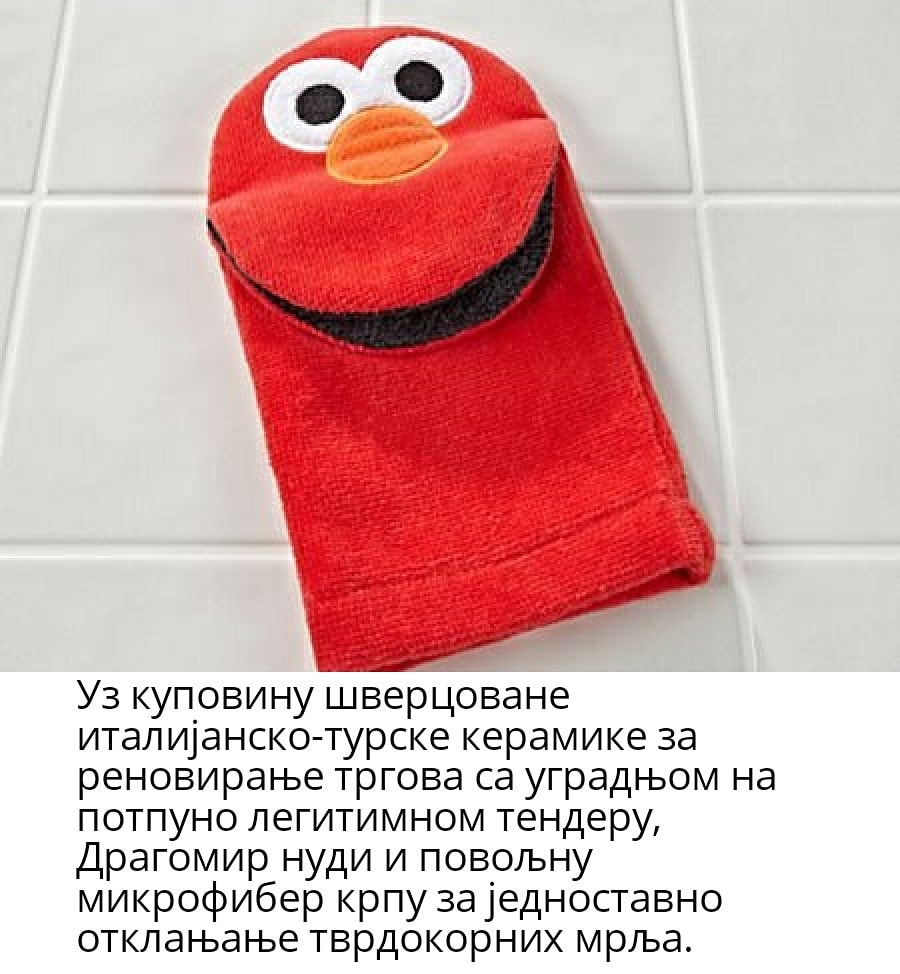 Уз куповину шверцоване
италијанско-турске керамике за
реновирање тргова са уградњом на
потпуно легитимном тендеру,
Драгомир нуди и повољну
микрофибер крпу за једноставно
отклањање тврдокорних мрља.